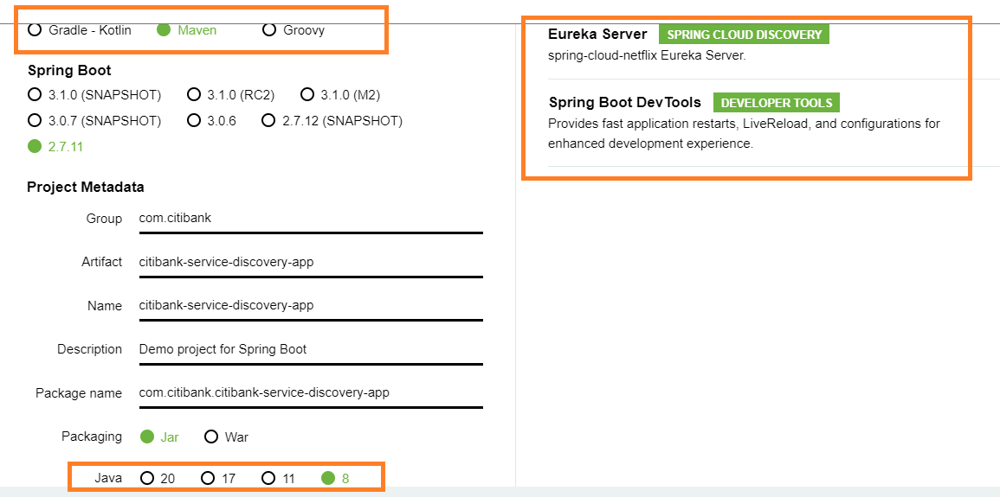 Gradle - Kotlin Maven Groovy
Spring Boot
3.1.0 (SNAPSHOT) 3.1.0 (RC2) 3.1.0 (M2)
3.0.7 (SNAPSHOT) 3.0.6 2.7.12 (SNAPSHOT)
2.7.11
Project Metadata
Group com.citibank
Artifact citibank-service-discovery-app
Name citibank-service-discovery-app
Description Demo project for Spring Boot
Package name com.citibank.citibank-service-discovery-app
Packaging Jar War
Java 20 17 11 8
Eureka Server SPRING CLOUD DISCOVERY
spring-cloud-netflix Eureka Server.
Spring Boot DevTools DEVELOPER TOOLS
Provides fast application restarts, LiveReload, and configurations for
enhanced development experience.